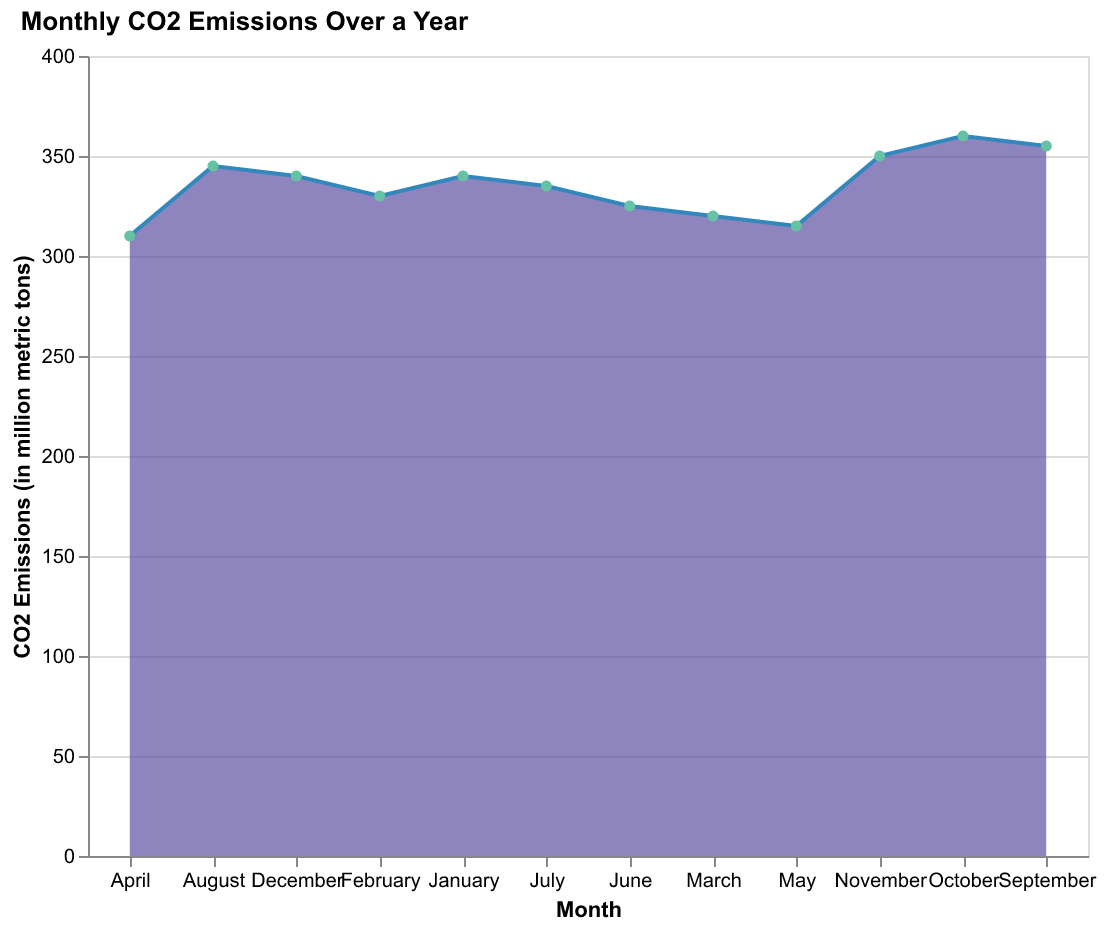 Monthly CO2 Emissions Over a Year
CO2 Emissions (in million metric tons)
400
350
300
250
200
150
100
50
0
April August December February January July June March May November October September
Month